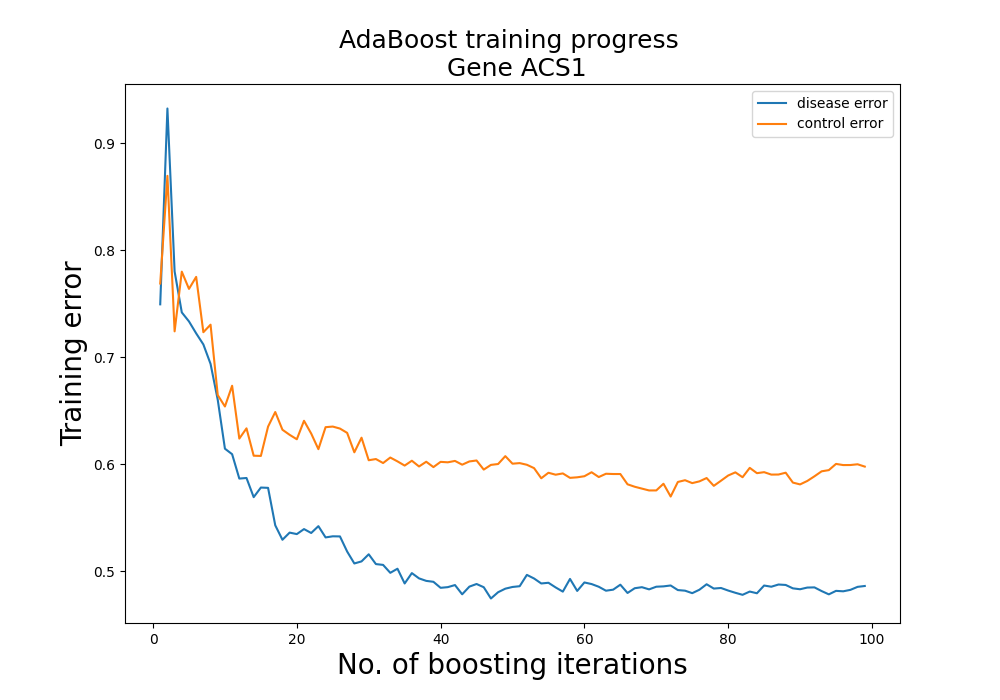 AdaBoost training progress
Gene ACS1
disease error
control error
Training error
0.9
0.8
0.7
0.6
0.5
0
20
40
60
80
100
No. of boosting iterations